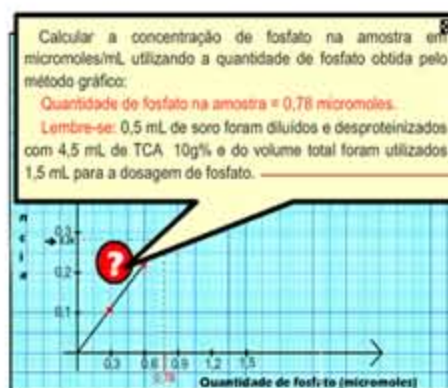 Calcular a concentração de fosfato na amostra em
micromoles/mL utilizando a quantidade de fosfato obtida pelo
método gráfico:
Quantidade de fosfato na amostra = 0,78 micromoles.
Lembre-se: 0,5 mL de soro foram diluídos e desproteinizados
com 4,5 mL de TCA 10g% e do volume total foram utilizados
1,5 mL para a dosagem de fosfato.
n
c
i
a
0,3
?
0,2
0,1
0,3 0,6 0,9 1,2 1,5
0,78
Quantidade de fosfato (micromoles)